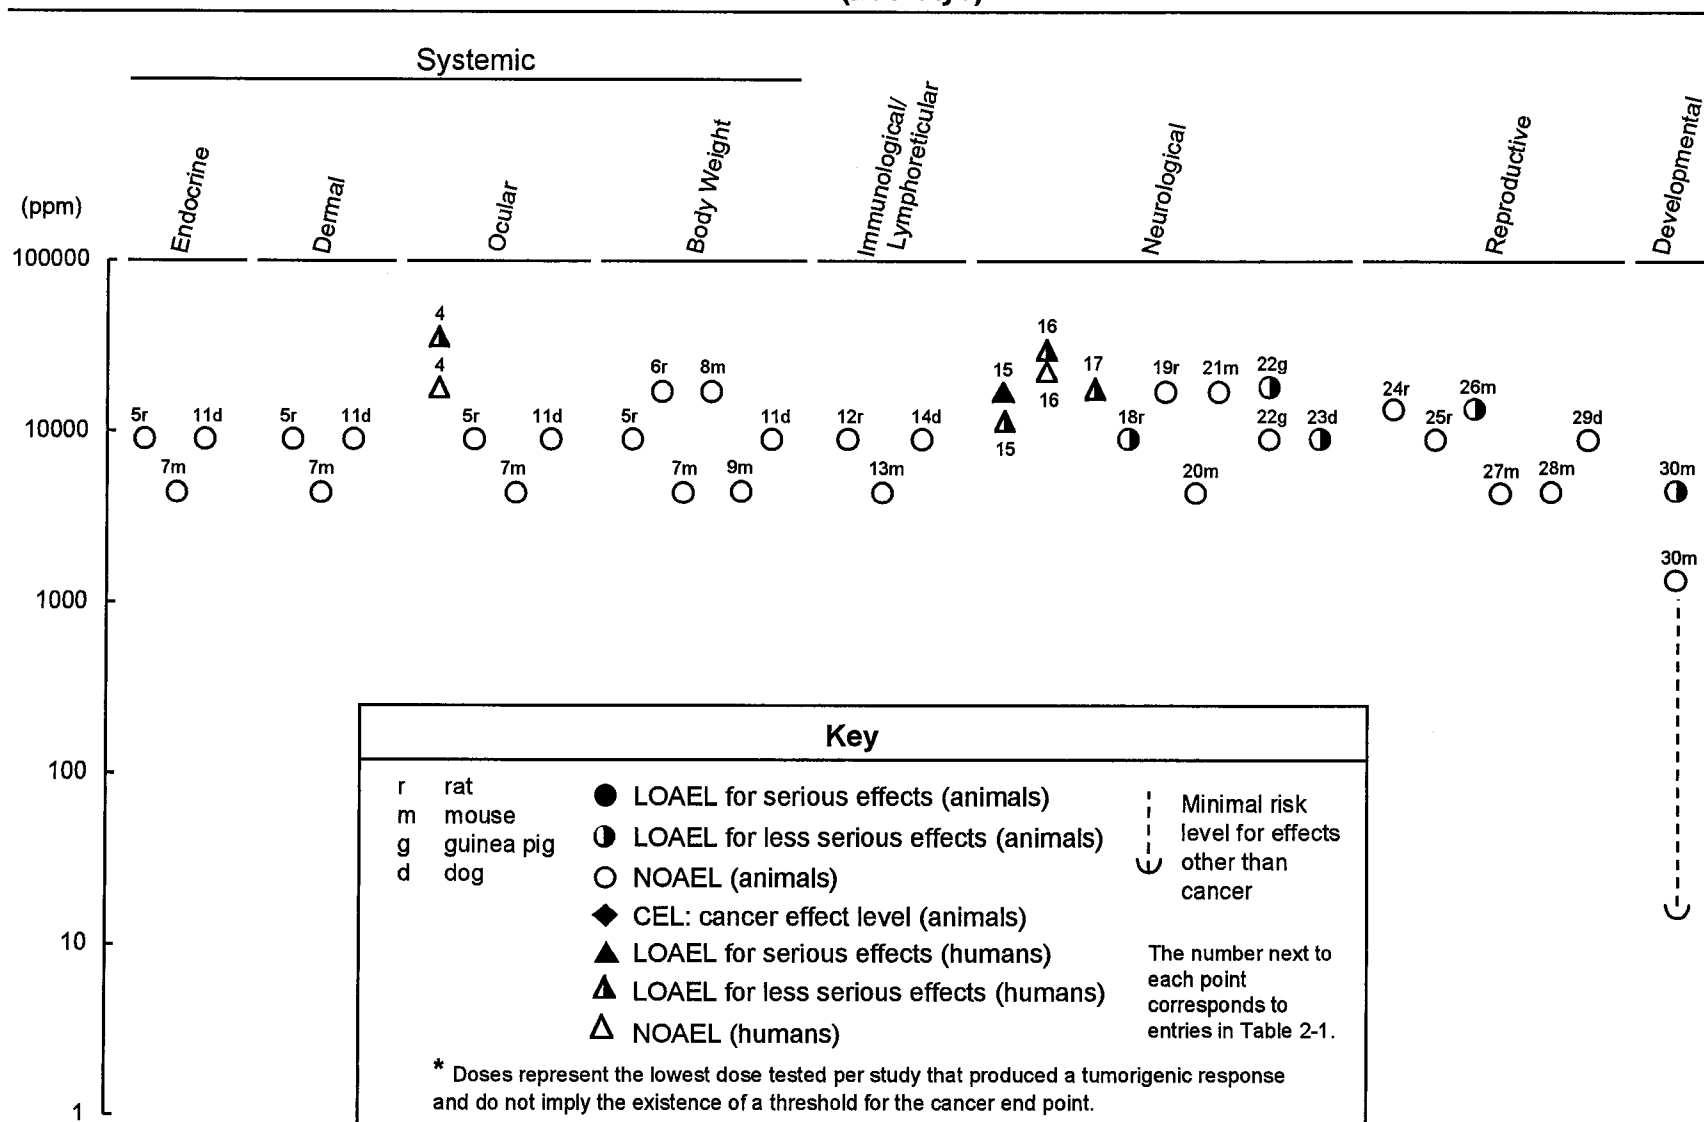 Systemic
Endocrine
Dermal
Ocular
Body Weight
Immunological/
Lymphoreticular
Neurological
Reproductive
Developmental
(ppm)
100000
10000
1000
100
10
1
5r 11d
7m
5r 11d
7m
4
4
5r 11d
7m
6r 8m
5r 11d
7m 9m
12r 14d
13m
16
15 16 17 19r 21m 22g
15 18r 22g 23d
20m
24r 26m
25r 29d
27m 28m
30m
30m
Key
r rat
m mouse
g guinea pig
d dog
LOAEL for serious effects (animals)
LOAEL for less serious effects (animals)
NOAEL (animals)
CEL: cancer effect level (animals)
LOAEL for serious effects (humans)
LOAEL for less serious effects (humans)
NOAEL (humans)
Minimal risk
level for effects
other than
cancer
The number next to
each point
corresponds to
entries in Table 2-1.
* Doses represent the lowest dose tested per study that produced a tumorigenic response
and do not imply the existence of a threshold for the cancer end point.